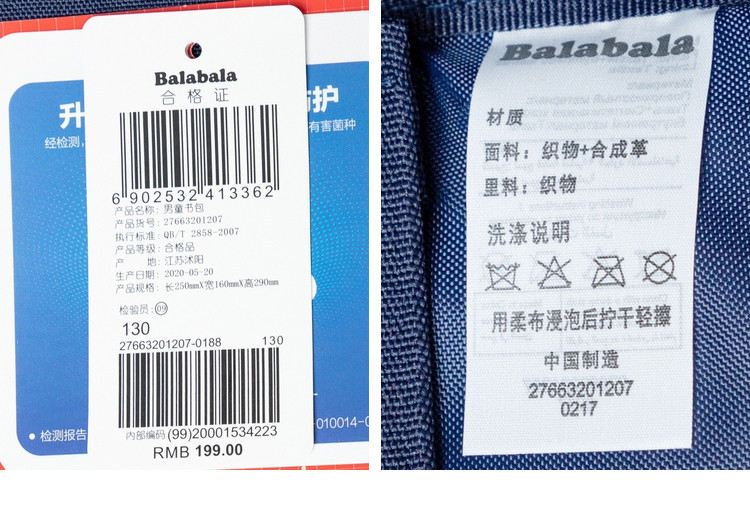 Balabala
合格证
升
防护
经检测,
有害菌种
6 902532 413362
产品名称: 男童书包
产品货号: 27663201207
执行标准: QB/T 2858-2007
产品等级: 合格品
产 地: 江苏沭阳
生产日期: 2020-05-20
产品规格: 长250mmX宽160mmX高290mm
检验员: 09
130
27663201207-0188 130
内部编码 (99)20001534223
RMB 199.00
• 检测报告
-010014-0
Balabala
材质
面料: 织物+合成革
里料: 织物
洗涤说明
用柔布浸泡后拧干轻擦
中国制造
27663201207
0217